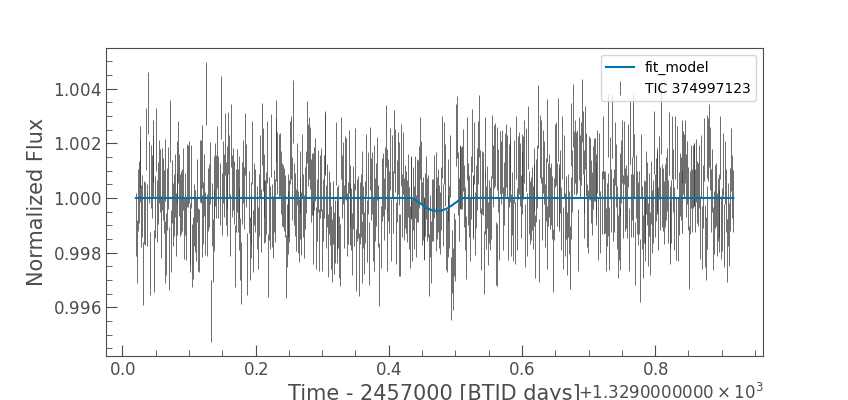 fit_model
TIC 374997123
1.004
1.002
1.000
0.998
0.996
Normalized Flux
0.0 0.2 0.4 0.6 0.8
Time - 2457000 [BTJD days]
+1.3290000000 × 10³